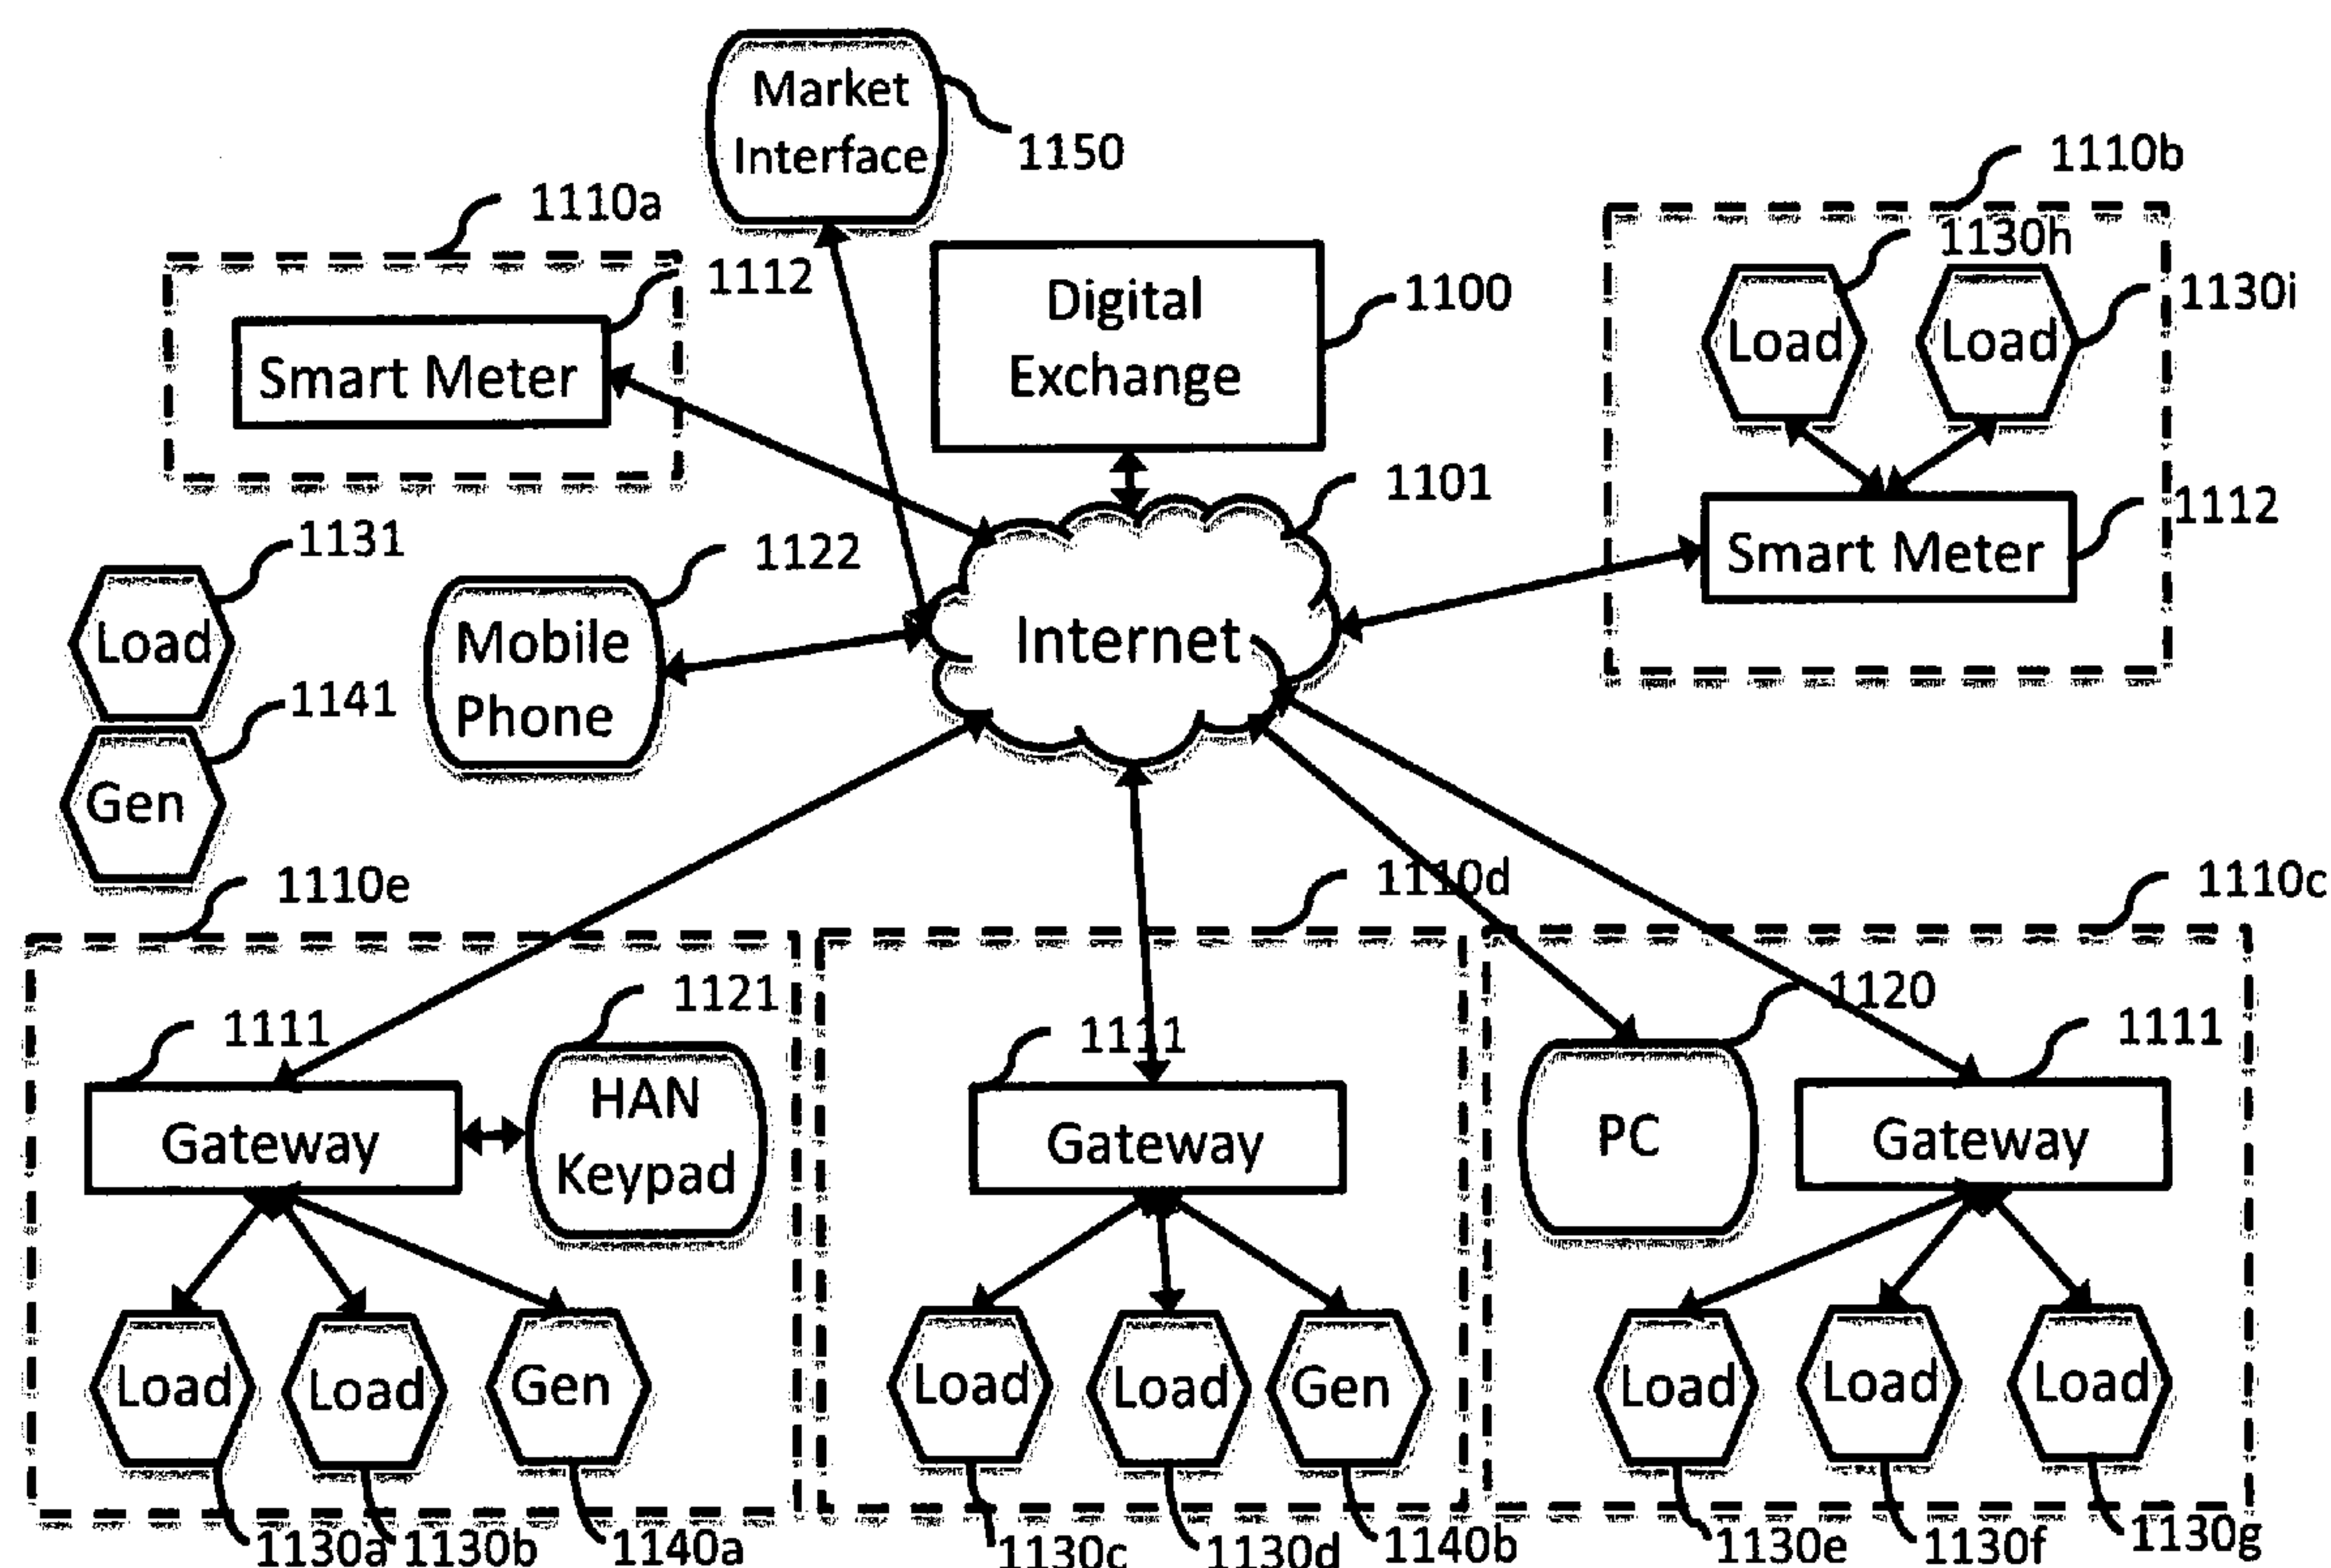 Market
Interface
1150
1110b
1110a
1130h
1112
Digital
Exchange
1100
Load
Load
1130i
Smart Meter
1101
1112
Smart Meter
1131
1122
Load
Mobile
Phone
Internet
1141
Gen
1110e
1110d
1110c
1121
1120
1111
1111
1111
HAN
Keypad
Gateway
Gateway
PC
Gateway
Load
Load
Gen
Load
Load
Gen
Load
Load
Load
1130a
1130b
1140a
1130c
1130d
1140b
1130e
1130f
1130g